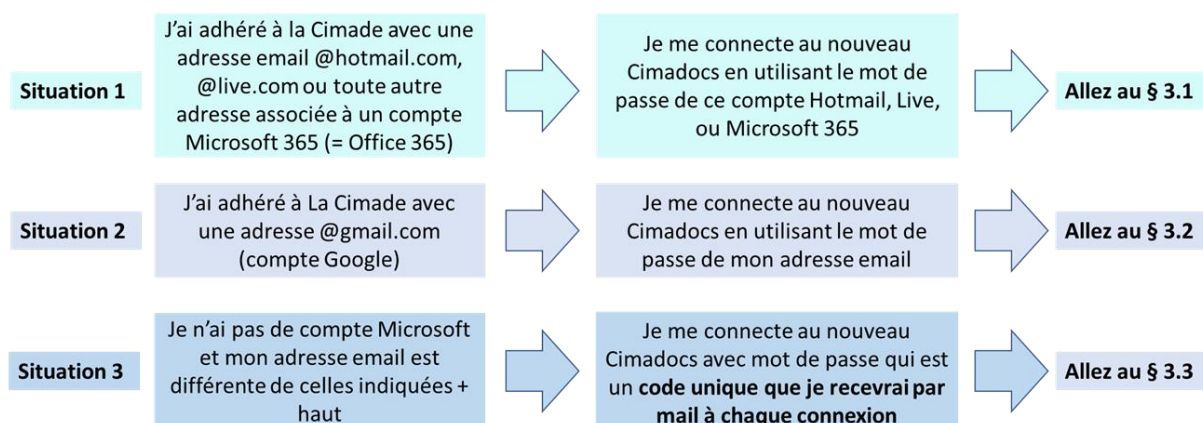 Situation 1
J'ai adhéré à la Cimade avec une
adresse email @hotmail.com,
@live.com ou toute autre
adresse associée à un compte
Microsoft 365 (= Office 365)
Je me connecte au nouveau
Cimadocs en utilisant le mot de
passe de ce compte Hotmail, Live,
ou Microsoft 365
Allez au § 3.1
Situation 2
J'ai adhéré à La Cimade avec
une adresse @gmail.com
(compte Google)
Je me connecte au nouveau
Cimadocs en utilisant le mot de
passe de mon adresse email
Allez au § 3.2
Situation 3
Je n'ai pas de compte Microsoft
et mon adresse email est
différente de celles indiquées +
haut
Je me connecte au nouveau
Cimadocs avec mot de passe qui est
un code unique que je recevrai par
mail à chaque connexion
Allez au § 3.3